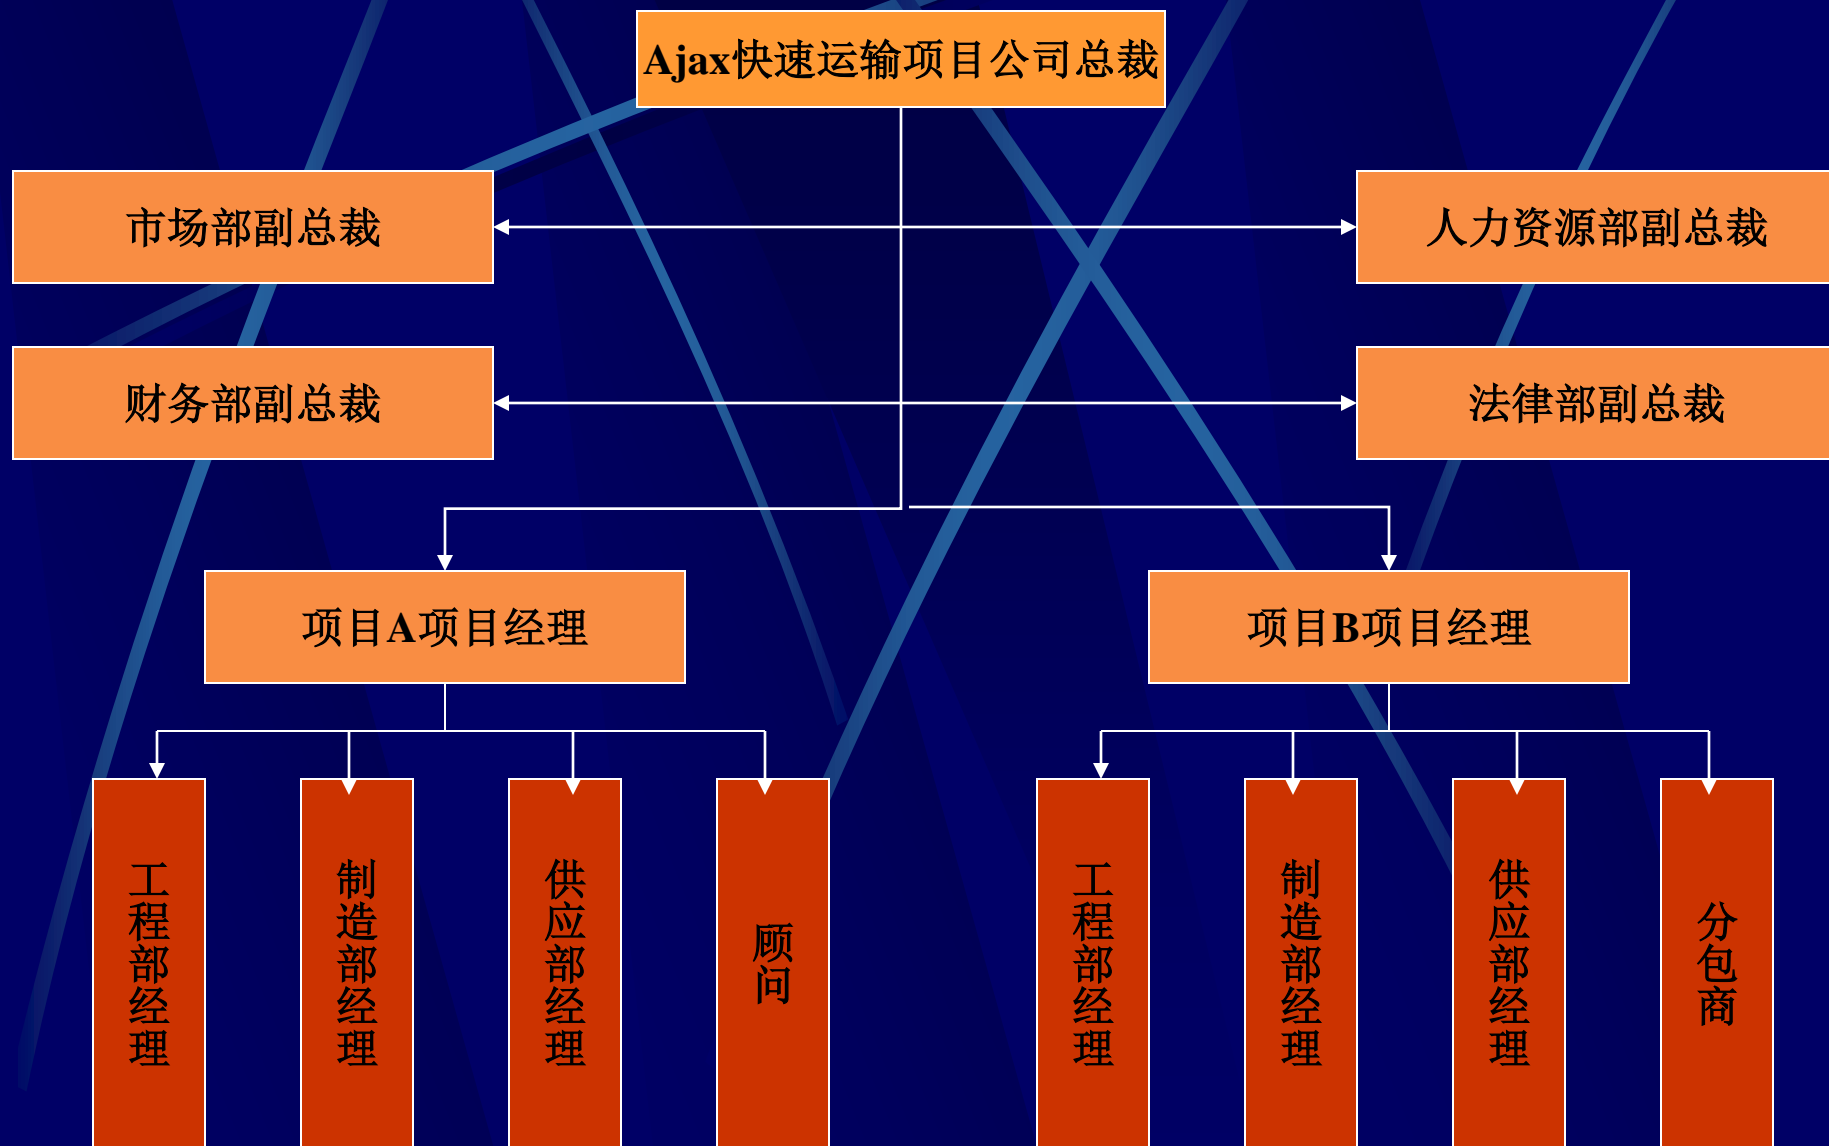 Ajax快速运输项目公司总裁
市场部副总裁
人力资源部副总裁
财务部副总裁
法律部副总裁
项目A项目经理
项目B项目经理
工程部经理
制造部经理
供应部经理
顾问
工程部经理
制造部经理
供应部经理
分包商